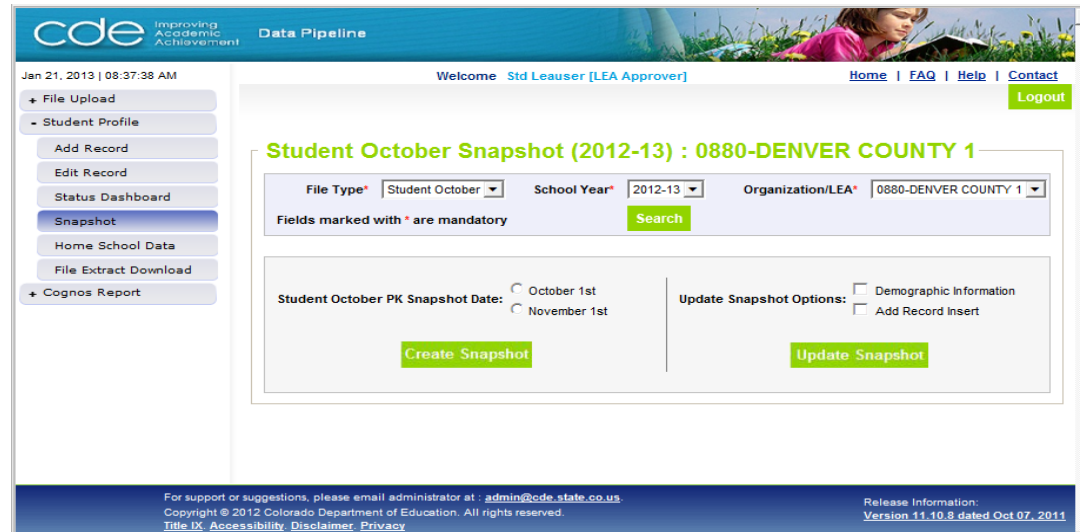 cde Improving
Academic
Achievement
Data Pipeline
Jan 21, 2013 | 08:37:38 AM
Welcome Std Leauser [LEA Approver]
Home | FAQ | Help | Contact
Logout
+ File Upload
- Student Profile
Add Record
Edit Record
Status Dashboard
Snapshot
Home School Data
File Extract Download
+ Cognos Report
Student October Snapshot (2012-13) : 0880-DENVER COUNTY 1
File Type* Student October School Year* 2012-13 Organization/LEA* 0880-DENVER COUNTY 1
Fields marked with * are mandatory Search
Student October PK Snapshot Date: October 1st
November 1st
Create Snapshot
Update Snapshot Options: Demographic Information
Add Record Insert
Update Snapshot
For support or suggestions, please email administrator at : admin@cde.state.co.us.
Copyright © 2012 Colorado Department of Education. All rights reserved.
Title IX. Accessibility. Disclaimer. Privacy
Release Information:
Version 11.10.8 dated Oct 07, 2011